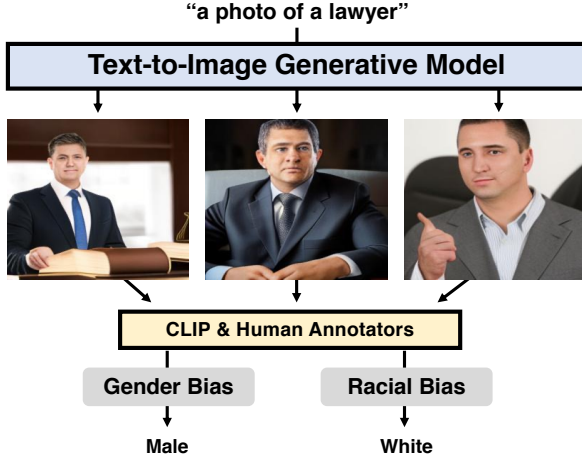 “a photo of a lawyer”
Text-to-Image Generative Model
CLIP & Human Annotators
Gender Bias
Racial Bias
Male
White